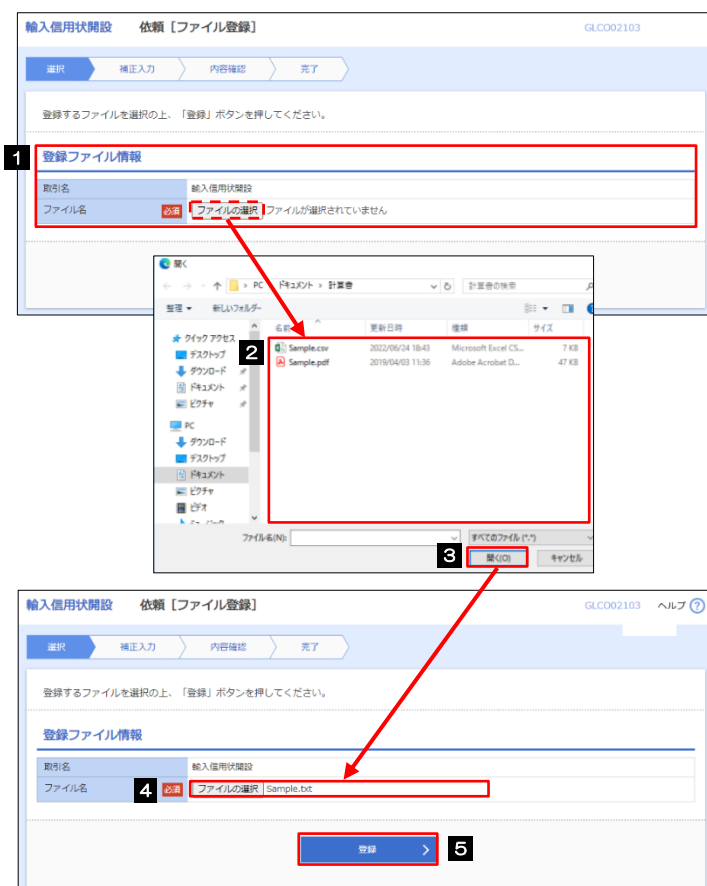 輸入信用状開設 依頼［ファイル登録］ GLCO02103
選択 補正入力 内容確認 完了
登録するファイルを選択の上、「登録」ボタンを押してください。
1
登録ファイル情報
取引名 輸入信用状開設
ファイル名 必須 ファイルの選択 ファイルが選択されていません
開く
PC › ドキュメント › 計算書 計算書の検索
整理 新しいフォルダー
名前 更新日時 種類 サイズ
クイック アクセス
2
Sample.csv 2022/06/24 18:43 Microsoft Excel CS... 7 KB
デスクトップ
Sample.pdf 2019/04/03 11:36 Adobe Acrobat D... 47 KB
ダウンロード
ドキュメント
ピクチャ
PC
ダウンロード
デスクトップ
ドキュメント
ピクチャ
ビデオ
ファイル名(N): すべてのファイル (*.*)
3
開く(O) キャンセル
輸入信用状開設 依頼［ファイル登録］ GLCO02103 ヘルプ ?
選択 補正入力 内容確認 完了
登録するファイルを選択の上、「登録」ボタンを押してください。
登録ファイル情報
取引名 輸入信用状開設
ファイル名 4 必須 ファイルの選択 Sample.txt
登録 5